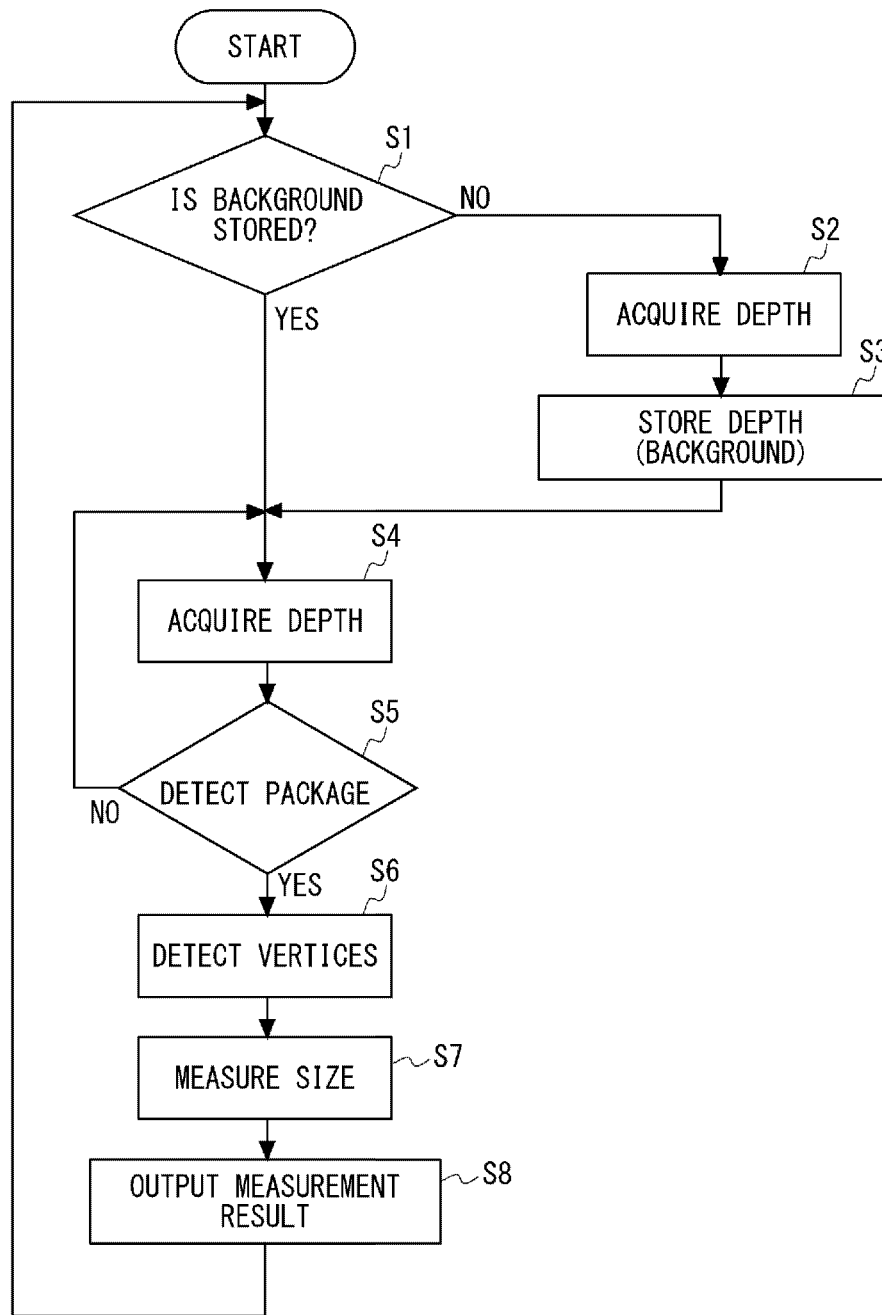 START
S1
IS BACKGROUND
STORED?
NO
YES
S2
ACQUIRE DEPTH
S3
STORE DEPTH
(BACKGROUND)
S4
ACQUIRE DEPTH
S5
DETECT PACKAGE
NO
YES
S6
DETECT VERTICES
S7
MEASURE SIZE
S8
OUTPUT MEASUREMENT
RESULT